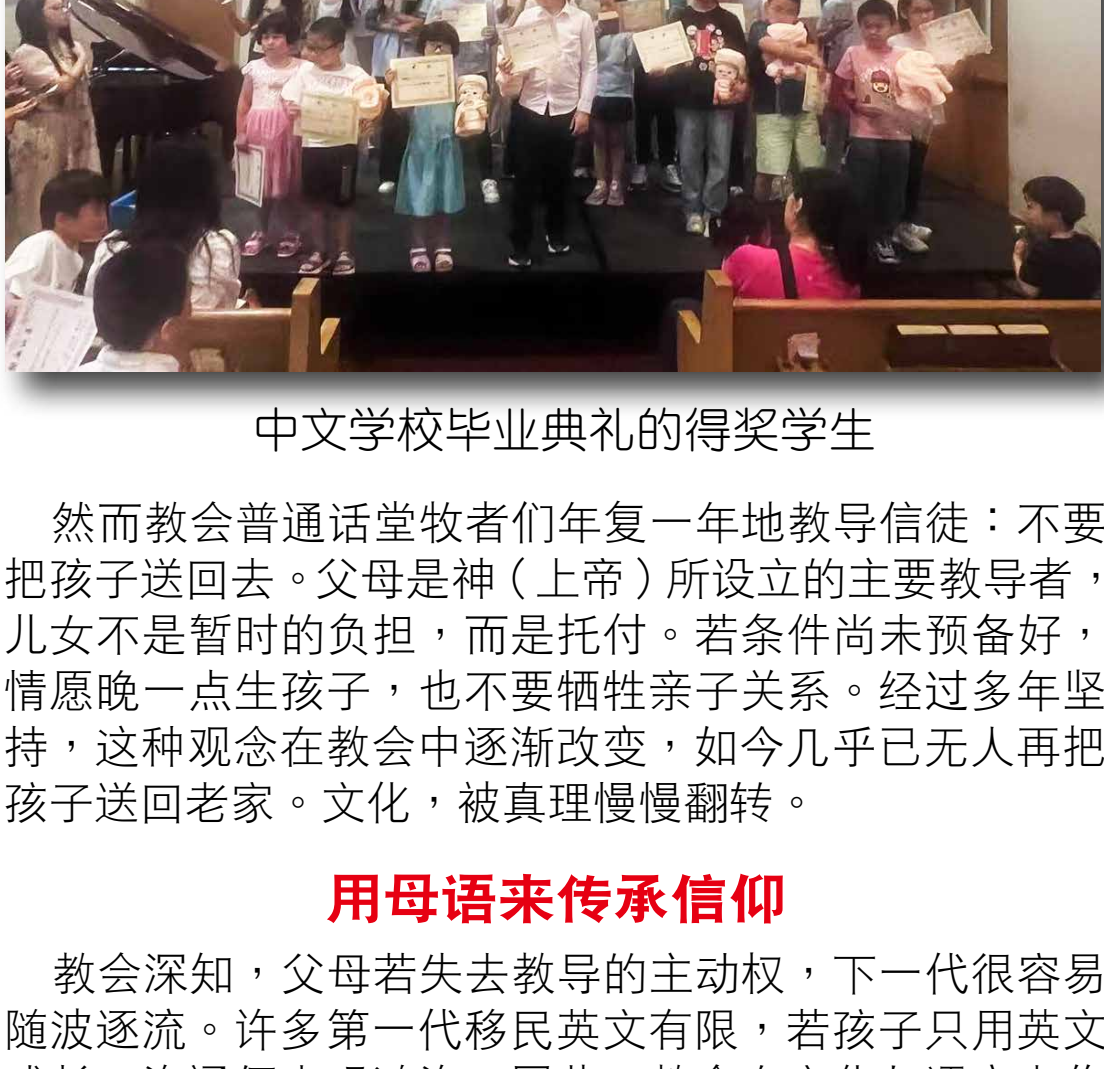 中文学校毕业典礼的得奖学生
然而教会普通话堂牧者们年复一年地教导信徒：不要
把孩子送回去。父母是神（上帝）所设立的主要教导者，
儿女不是暂时的负担，而是托付。若条件尚未预备好，
情愿晚一点生孩子，也不要牺牲亲子关系。经过多年坚
持，这种观念在教会中逐渐改变，如今几乎已无人再把
孩子送回老家。文化，被真理慢慢翻转。
用母语来传承信仰
教会深知，父母若失去教导的主动权，下一代很容易
随波逐流。许多第一代移民英文有限，若孩子只用英文